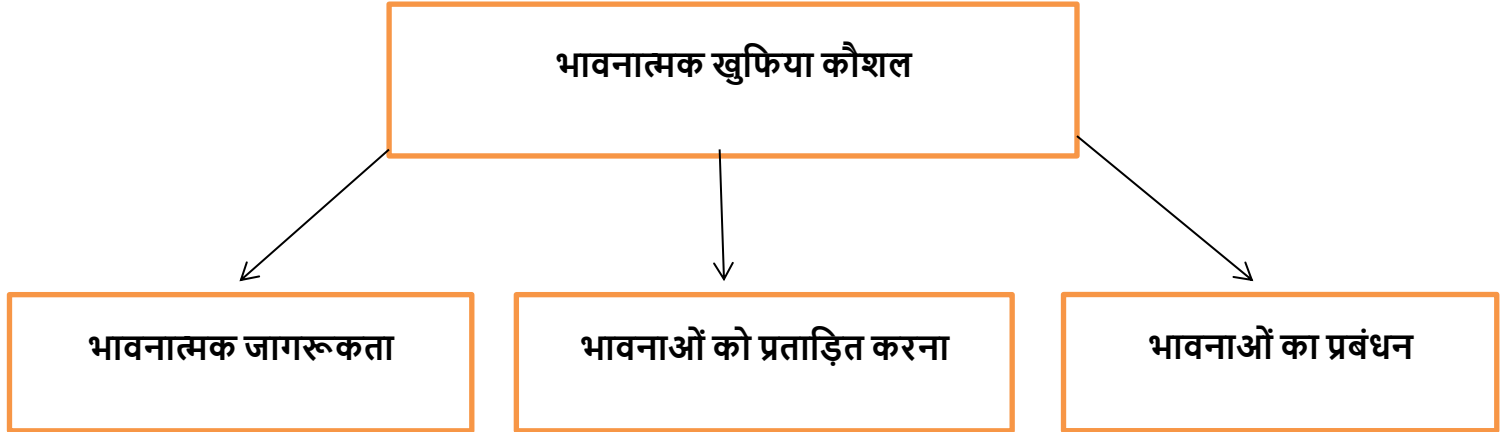 भावनात्मक खुफिया कौशल
भावनात्मक जागरूकता
भावनाओं को प्रताड़ित करना
भावनाओं का प्रबंधन